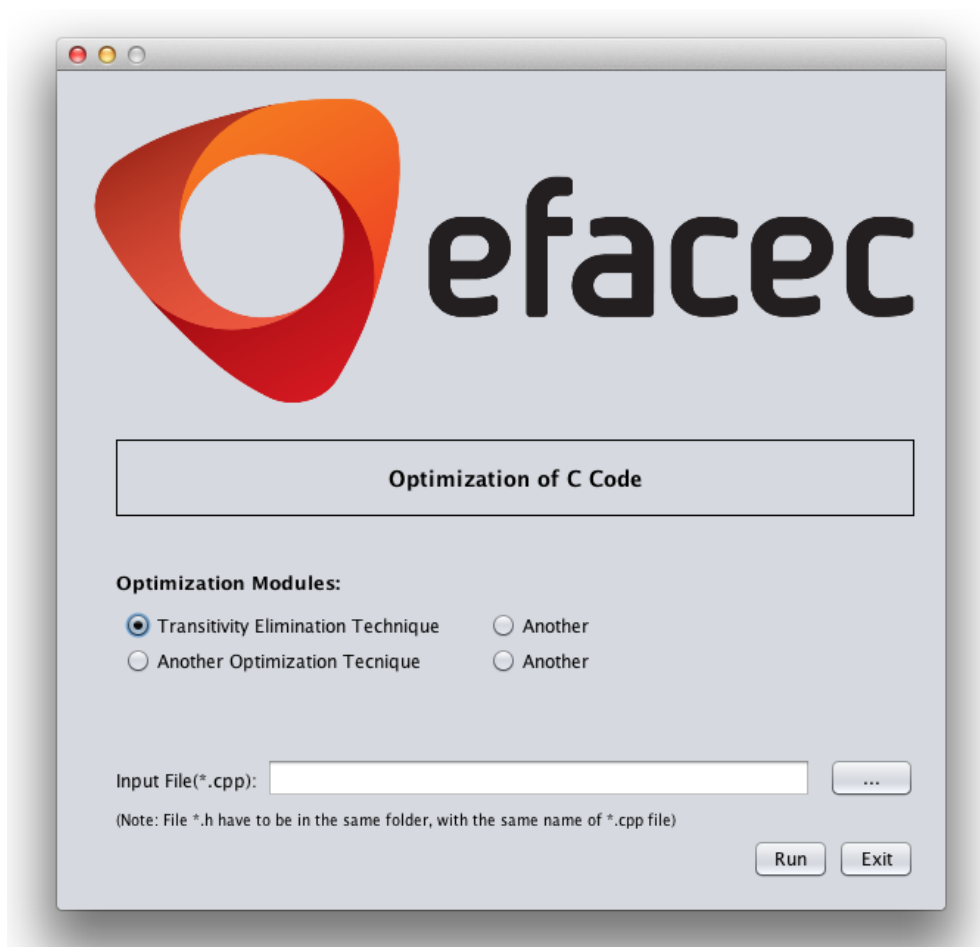 efacec
Optimization of C Code
Optimization Modules:
Transitivity Elimination Technique Another
Another Optimization Tecnique Another
Input File(*.cpp): ...
(Note: File *.h have to be in the same folder, with the same name of *.cpp file)
Run Exit